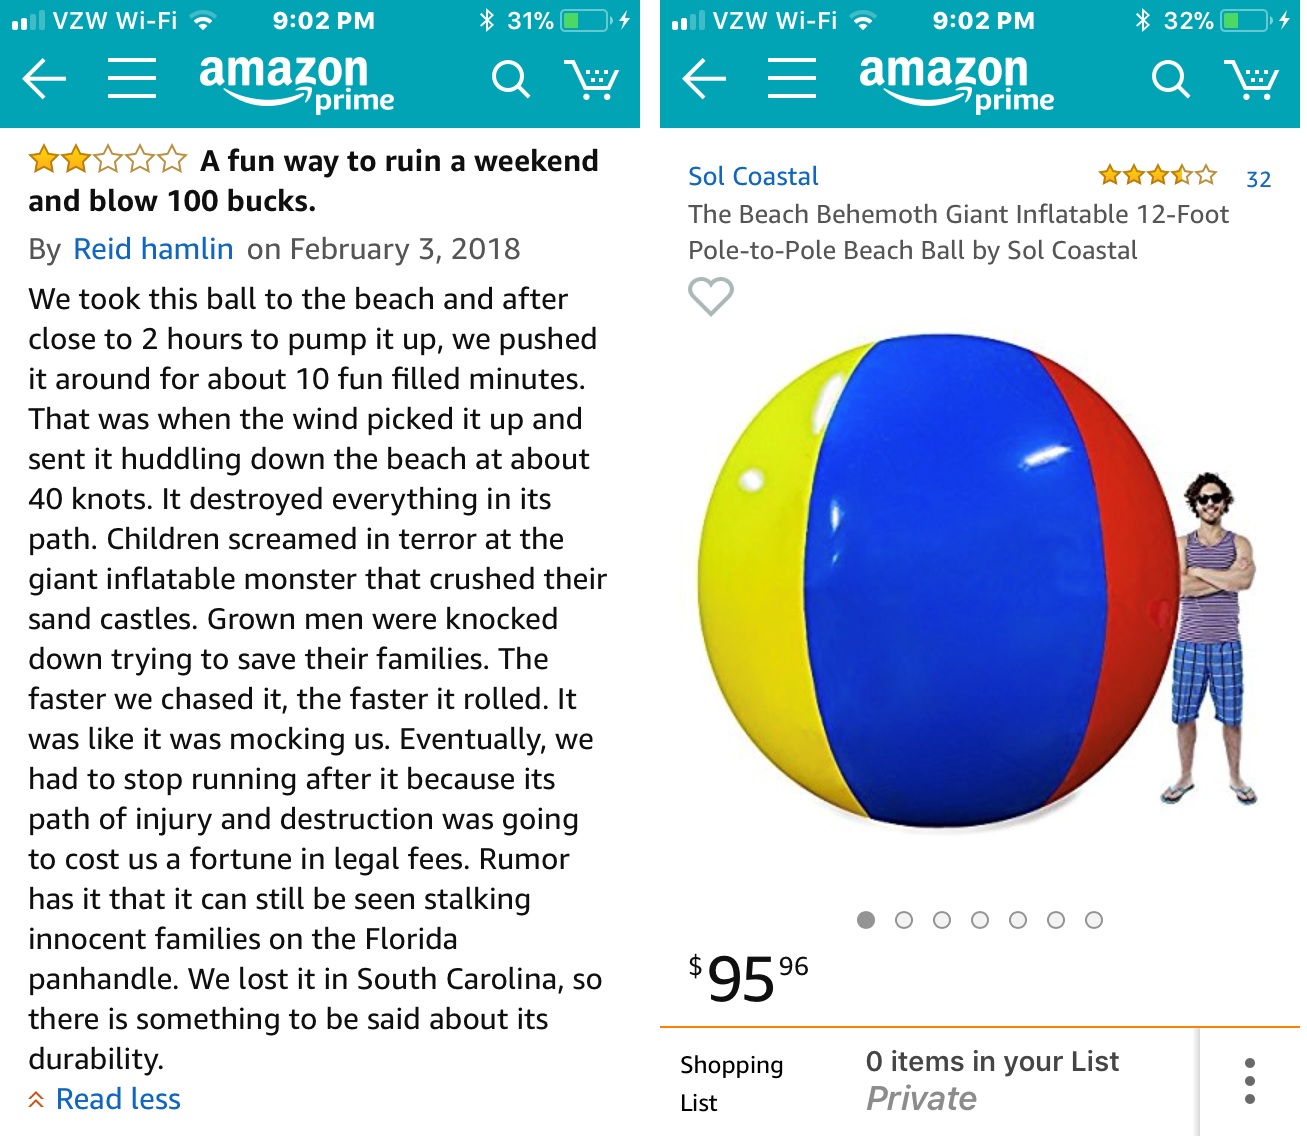 VZW Wi-Fi 9:02 PM 31%
amazon
prime
A fun way to ruin a weekend
and blow 100 bucks.
By Reid hamlin on February 3, 2018
We took this ball to the beach and after
close to 2 hours to pump it up, we pushed
it around for about 10 fun filled minutes.
That was when the wind picked it up and
sent it huddling down the beach at about
40 knots. It destroyed everything in its
path. Children screamed in terror at the
giant inflatable monster that crushed their
sand castles. Grown men were knocked
down trying to save their families. The
faster we chased it, the faster it rolled. It
was like it was mocking us. Eventually, we
had to stop running after it because its
path of injury and destruction was going
to cost us a fortune in legal fees. Rumor
has it that it can still be seen stalking
innocent families on the Florida
panhandle. We lost it in South Carolina, so
there is something to be said about its
durability.
Read less
VZW Wi-Fi 9:02 PM 32%
amazon
prime
Sol Coastal 32
The Beach Behemoth Giant Inflatable 12-Foot
Pole-to-Pole Beach Ball by Sol Coastal
$95 96
Shopping
List
0 items in your List
Private